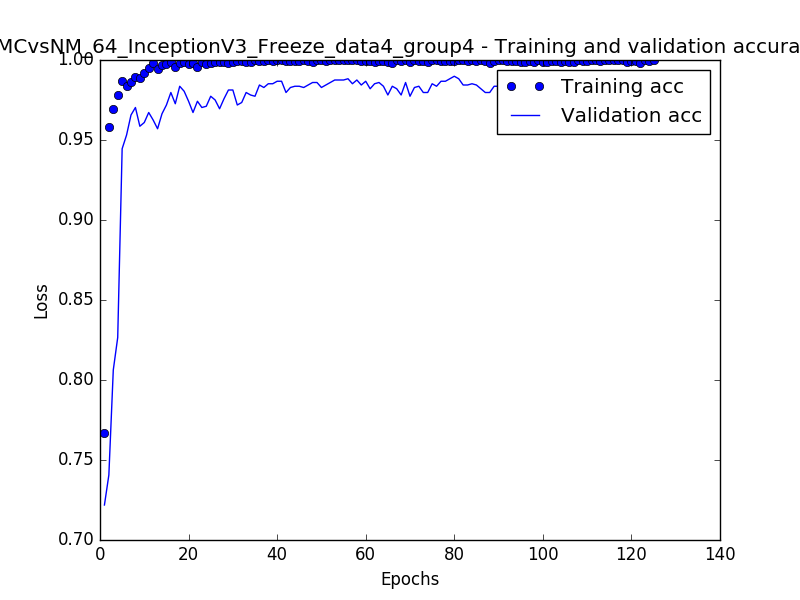 MCvsNM_64_InceptionV3_Freeze_data4_group4 - Training and validation accura
1.00
0.95
0.90
0.85
0.80
0.75
0.70
Loss
Training acc
Validation acc
0 20 40 60 80 100 120 140
Epochs